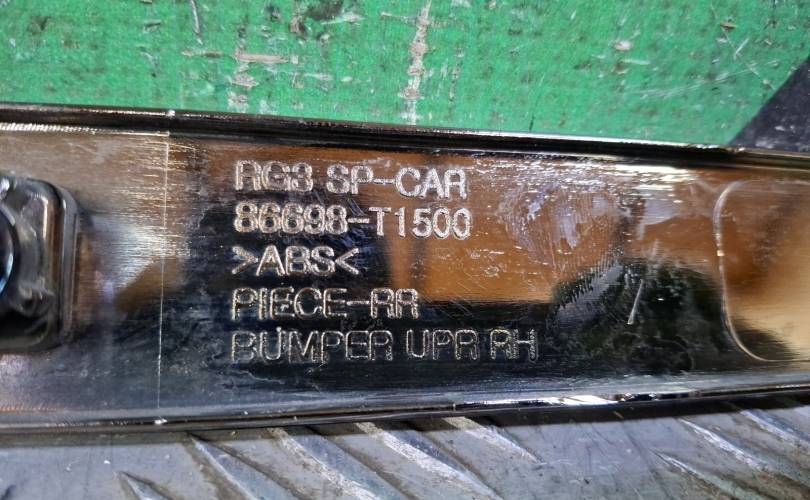 RG3 SP-CAR
86698-T1500
>ABS<
PIECE-RR
BUMPER UPR RH